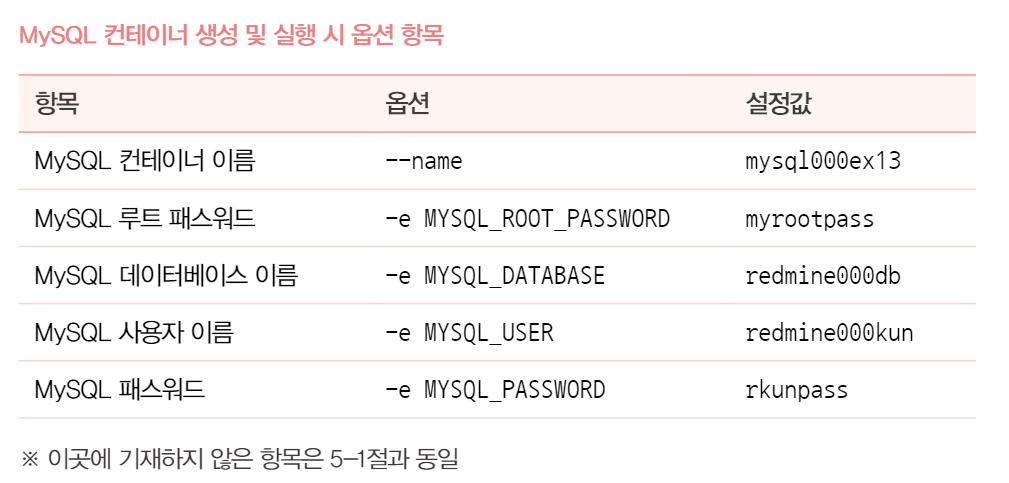 MySQL 컨테이너 생성 및 실행 시 옵션 항목
항목 옵션 설정값
MySQL 컨테이너 이름 --name mysql000ex13
MySQL 루트 패스워드 -e MYSQL_ROOT_PASSWORD myrootpass
MySQL 데이터베이스 이름 -e MYSQL_DATABASE redmine000db
MySQL 사용자 이름 -e MYSQL_USER redmine000kun
MySQL 패스워드 -e MYSQL_PASSWORD rkunpass
※ 이곳에 기재하지 않은 항목은 5-1절과 동일